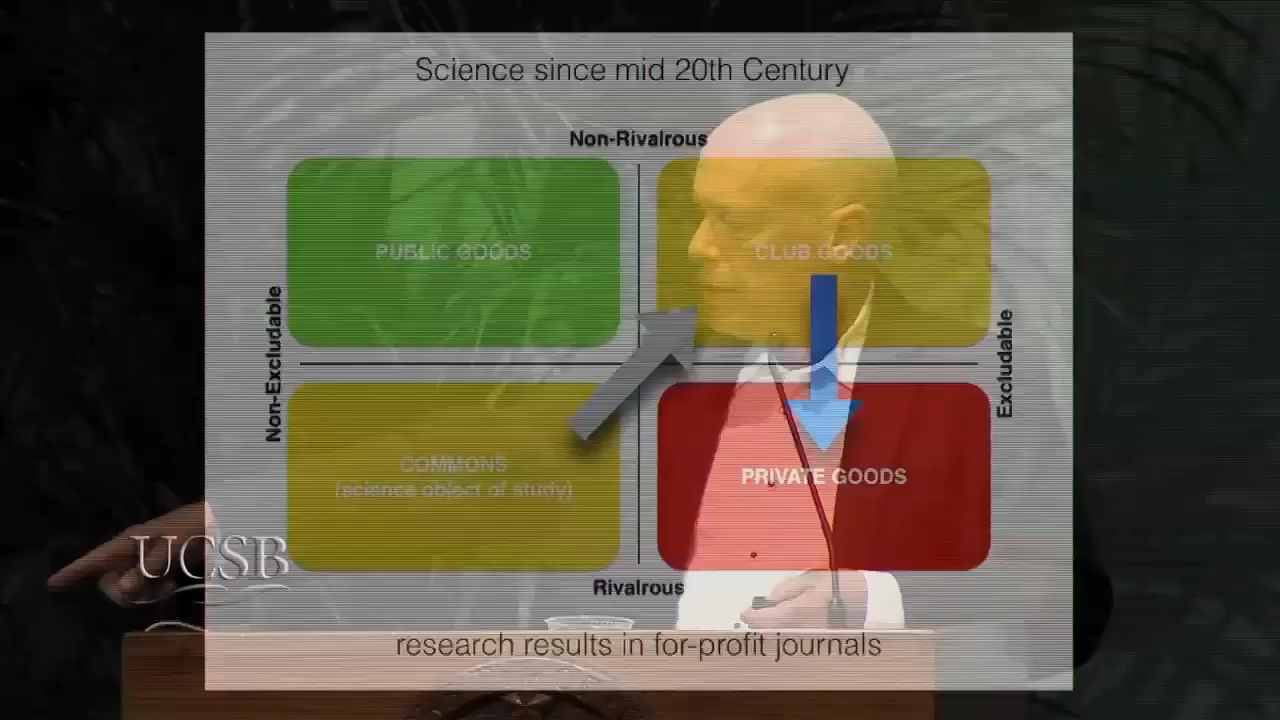 Science since mid 20th Century
Non-Rivalrous
PUBLIC GOODS
CLUB GOODS
Non-Excludable
Excludable
COMMONS
(science object of study)
PRIVATE GOODS
UCSB
Rivalrous
research results in for-profit journals